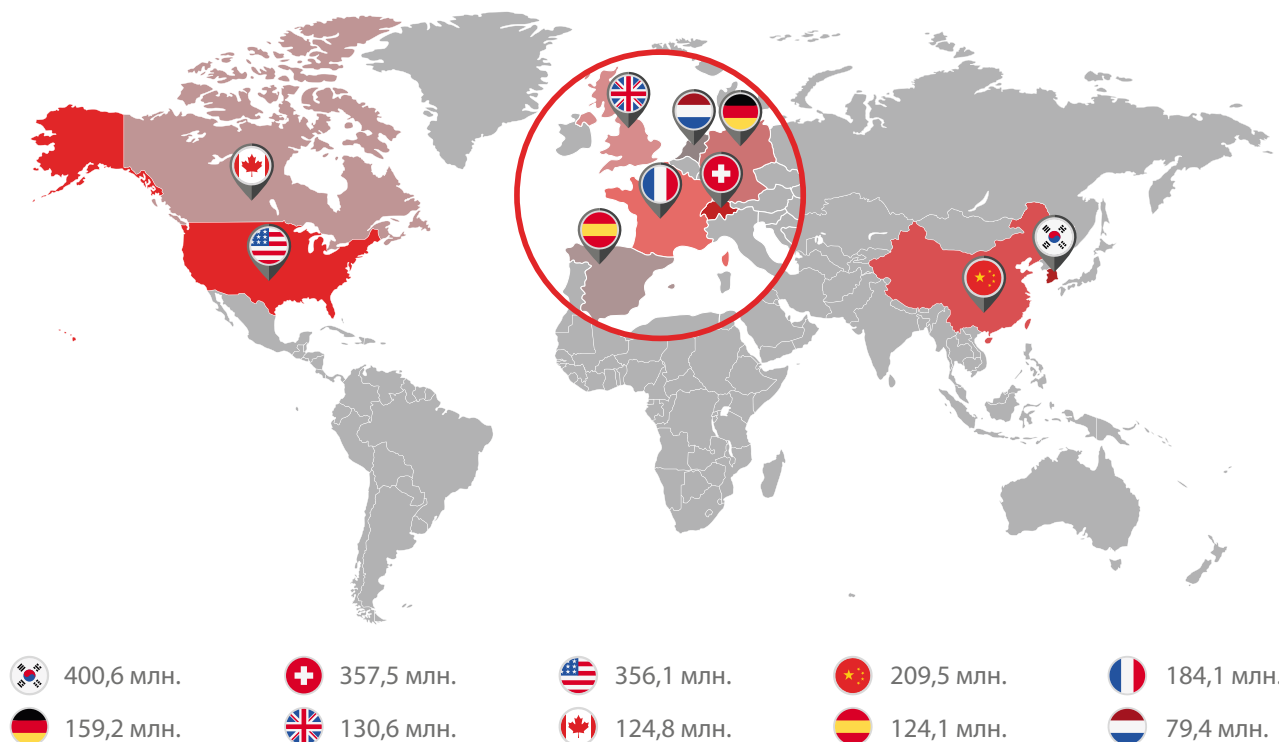 400,6 млн. 357,5 млн. 356,1 млн. 209,5 млн. 184,1 млн.
159,2 млн. 130,6 млн. 124,8 млн. 124,1 млн. 79,4 млн.